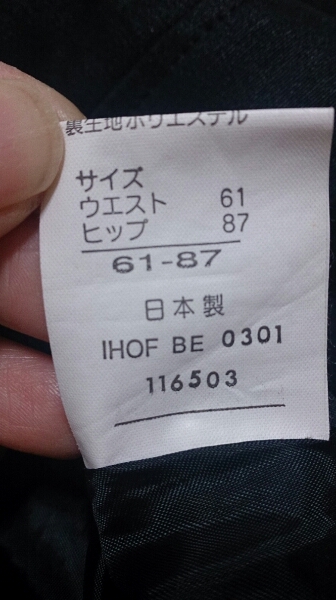 裏生地ポリエステル
サイズ
ウエスト 61
ヒップ 87
61-87
日本製
IHOF BE 0301
116503